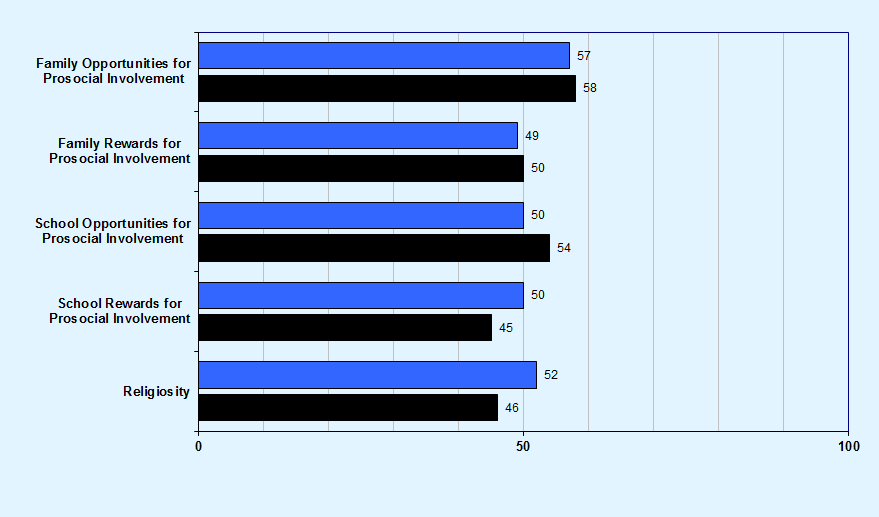 Family Opportunities for
Prosocial Involvement
57
58
Family Rewards for
Prosocial Involvement
49
50
School Opportunities for
Prosocial Involvement
50
54
School Rewards for
Prosocial Involvement
50
45
Religiosity
52
46
0 50 100